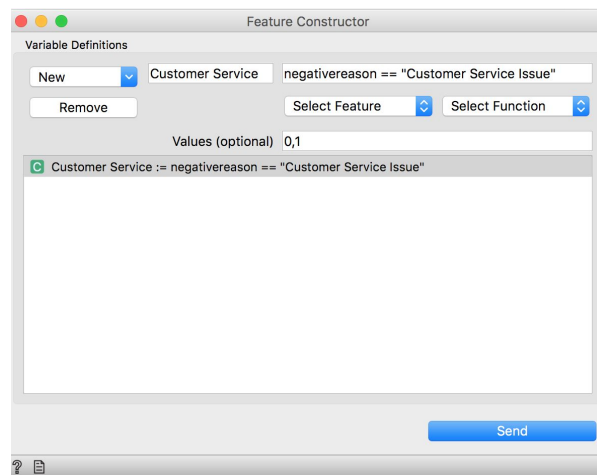 Feature Constructor
Variable Definitions
New Customer Service negativereason == "Customer Service Issue"
Remove Select Feature Select Function
Values (optional) 0,1
C Customer Service := negativereason == "Customer Service Issue"
Send
?